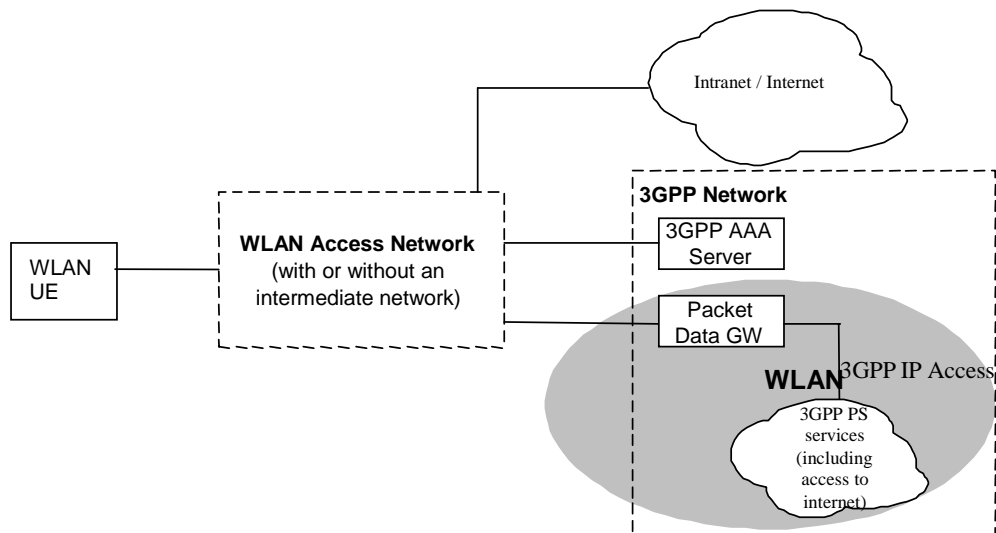 Intranet / Internet
3GPP Network
3GPP AAA
Server
WLAN Access Network
(with or without an
intermediate network)
WLAN
UE
Packet
Data GW
WLAN 3GPP IP Access
3GPP PS
services
(including
access to
internet)